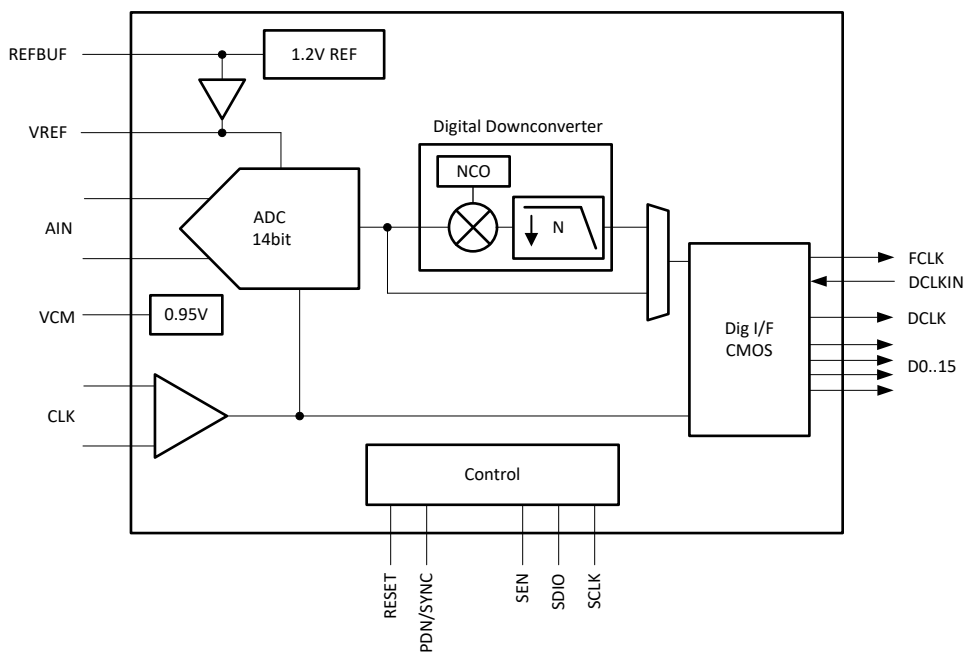 REFBUF
1.2V REF
VREF
Digital Downconverter
NCO
AIN
ADC
14bit
N
FCLK
DCLKIN
VCM
0.95V
DCLK
Dig I/F
CMOS
D0..15
CLK
Control
RESET
PDN/SYNC
SEN
SDIO
SCLK